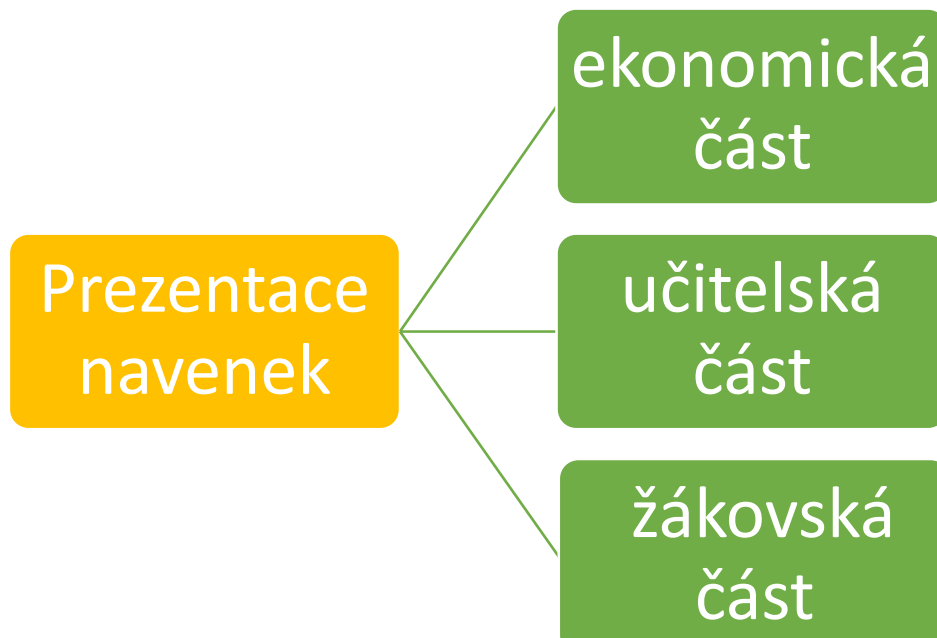 Prezentace
navenek
ekonomická
část
učitelská
část
žákovská
část